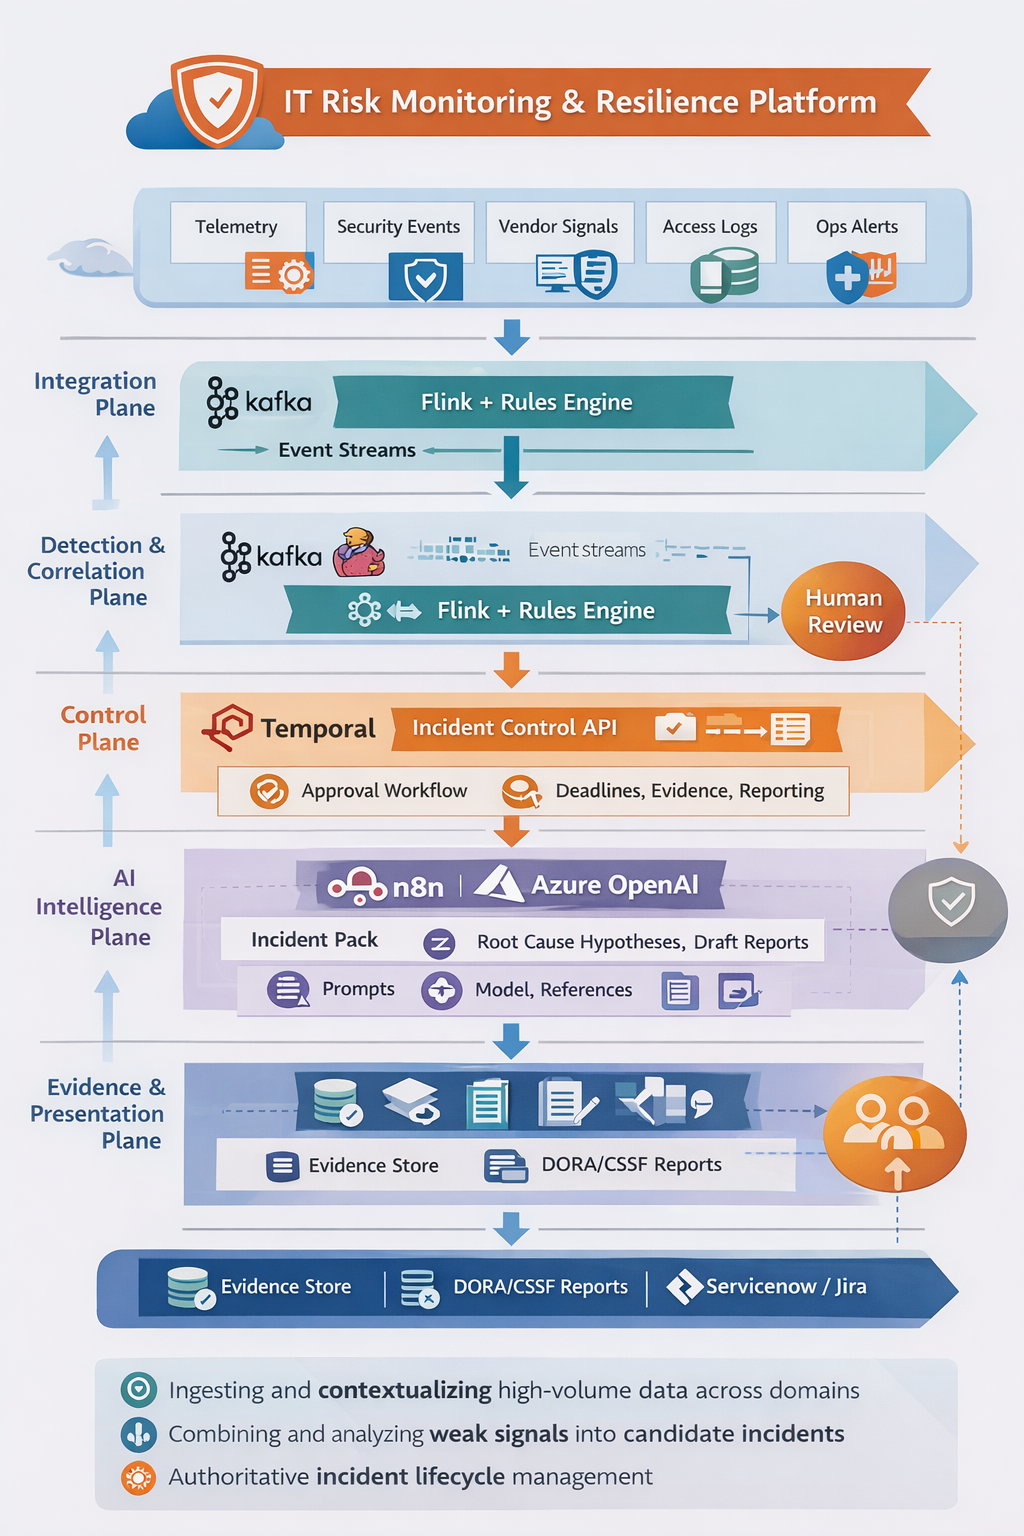 IT Risk Monitoring & Resilience Platform
Telemetry
Security Events
Vendor Signals
Access Logs
Ops Alerts
Integration
Plane
kafka
Flink + Rules Engine
Event Streams
Detection &
Correlation
Plane
kafka
Event streams
Flink + Rules Engine
Human
Review
Control
Plane
Temporal
Incident Control API
Approval Workflow
Deadlines, Evidence, Reporting
AI
Intelligence
Plane
n8n | Azure OpenAI
Incident Pack
Root Cause Hypotheses, Draft Reports
Prompts
Model, References
Evidence &
Presentation
Plane
Evidence Store
DORA/CSSF Reports
Evidence Store
DORA/CSSF Reports
Servicenow / Jira
Ingesting and contextualizing high-volume data across domains
Combining and analyzing weak signals into candidate incidents
Authoritative incident lifecycle management